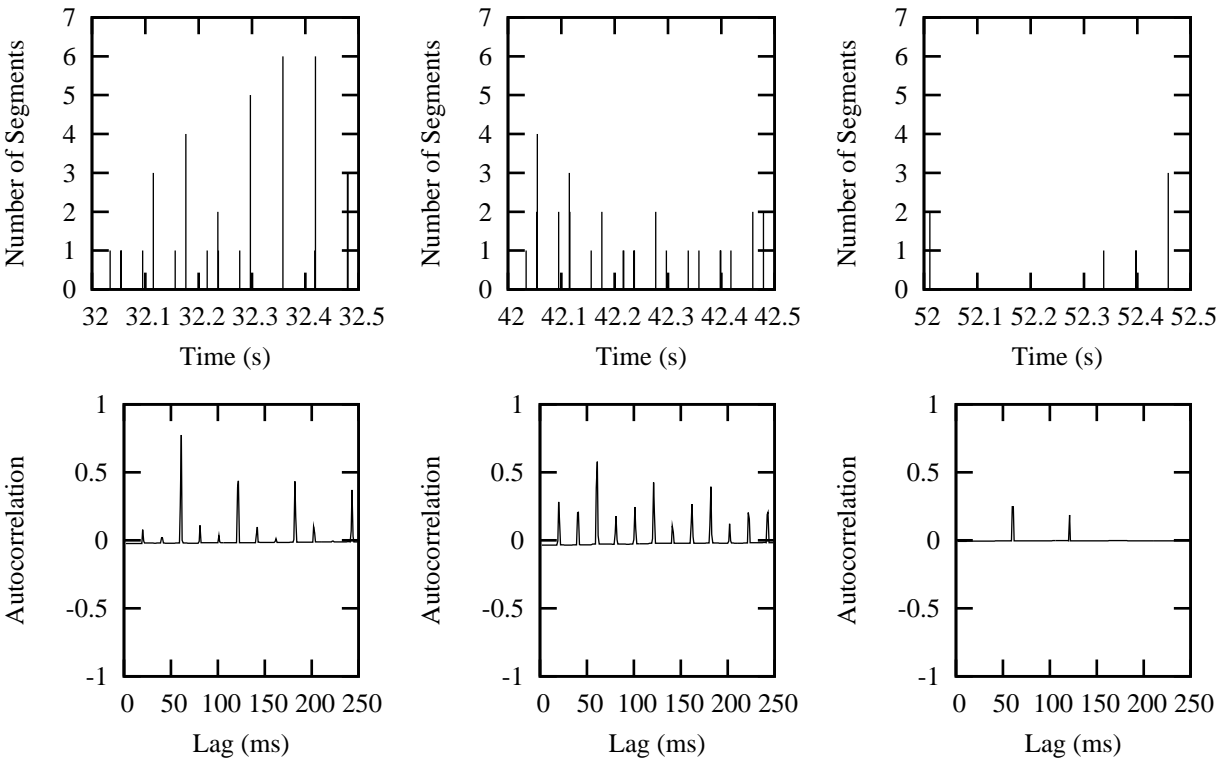 Number of Segments
7
6
5
4
3
2
1
0
32 32.1 32.2 32.3 32.4 32.5
Time (s)
Number of Segments
7
6
5
4
3
2
1
0
42 42.1 42.2 42.3 42.4 42.5
Time (s)
Number of Segments
7
6
5
4
3
2
1
0
52 52.1 52.2 52.3 52.4 52.5
Time (s)
Autocorrelation
1
0.5
0
-0.5
-1
0 50 100 150 200 250
Lag (ms)
Autocorrelation
1
0.5
0
-0.5
-1
0 50 100 150 200 250
Lag (ms)
Autocorrelation
1
0.5
0
-0.5
-1
0 50 100 150 200 250
Lag (ms)